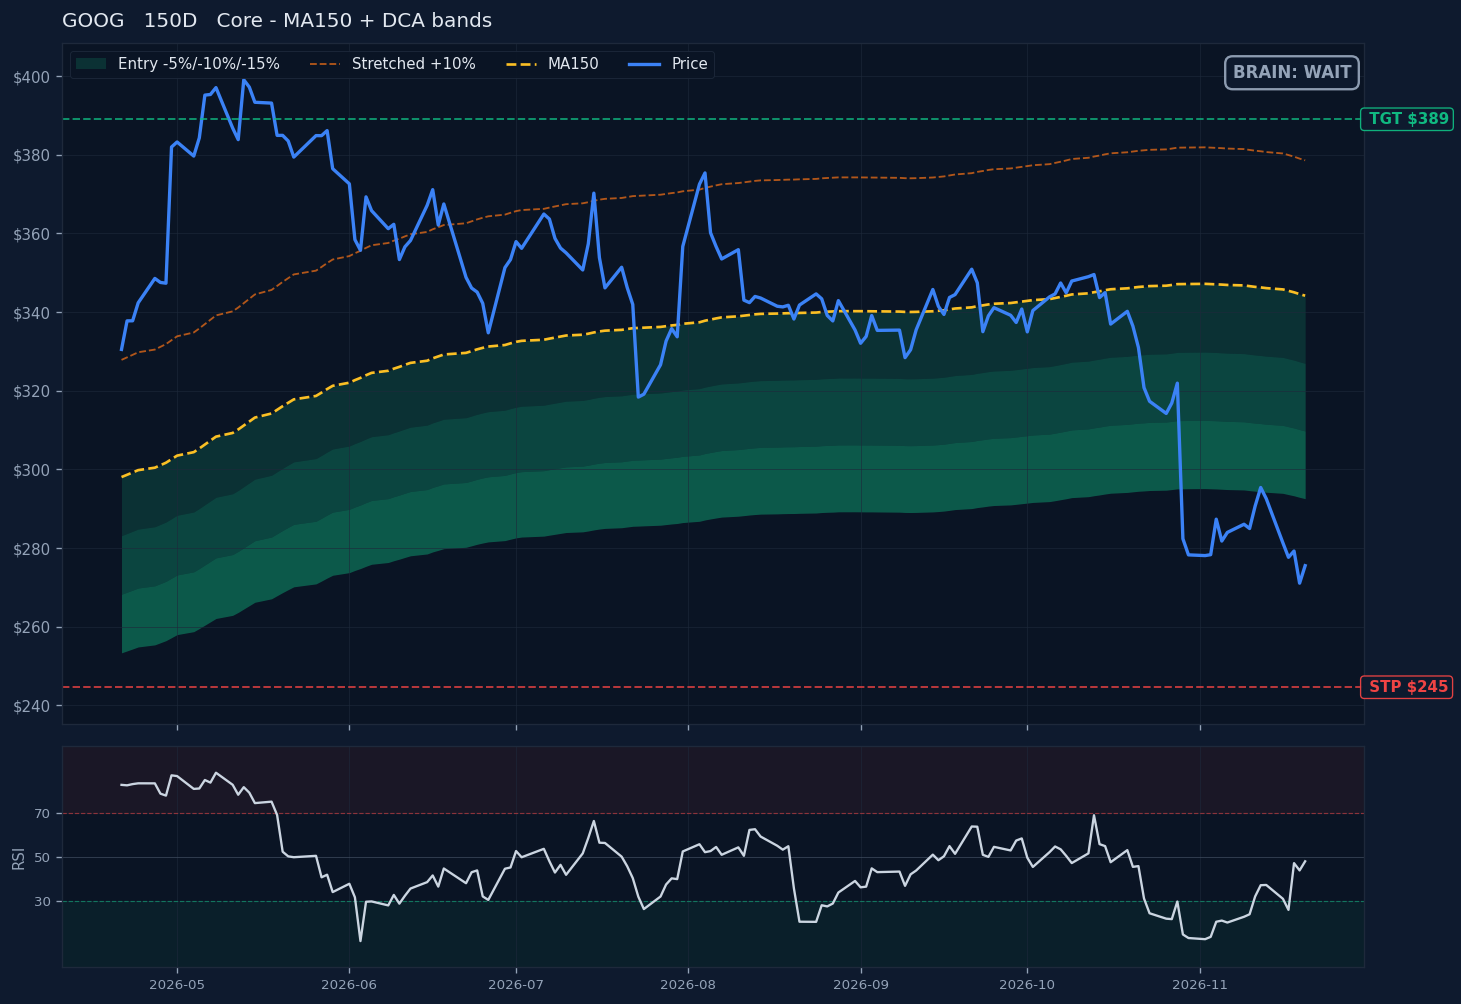 GOOG   150D   Core - MA150 + DCA bands
Entry -5%/-10%/-15%   Stretched +10%   MA150   Price
BRAIN: WAIT
$400
TGT $389
$380
$360
$340
$320
$300
$280
$260
STP $245
$240
RSI
70
50
30
2026-05   2026-06   2026-07   2026-08   2026-09   2026-10   2026-11